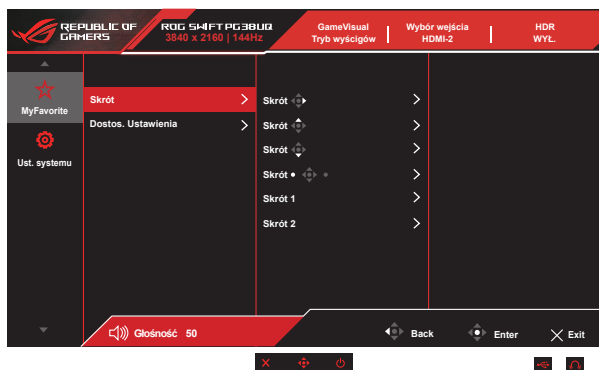 REPUBLIC OF
GAMERS
ROG SWIFT PG38UQ
3840 x 2160 | 144Hz
GameVisual
Tryb wyścigów
Wybór wejścia
HDMI-2
HDR
WYŁ.
MyFavorite
Ust. systemu
Skrót
Dostos. Ustawienia
Skrót
Skrót
Skrót
Skrót
Skrót 1
Skrót 2
Głośność 50
Back
Enter
Exit